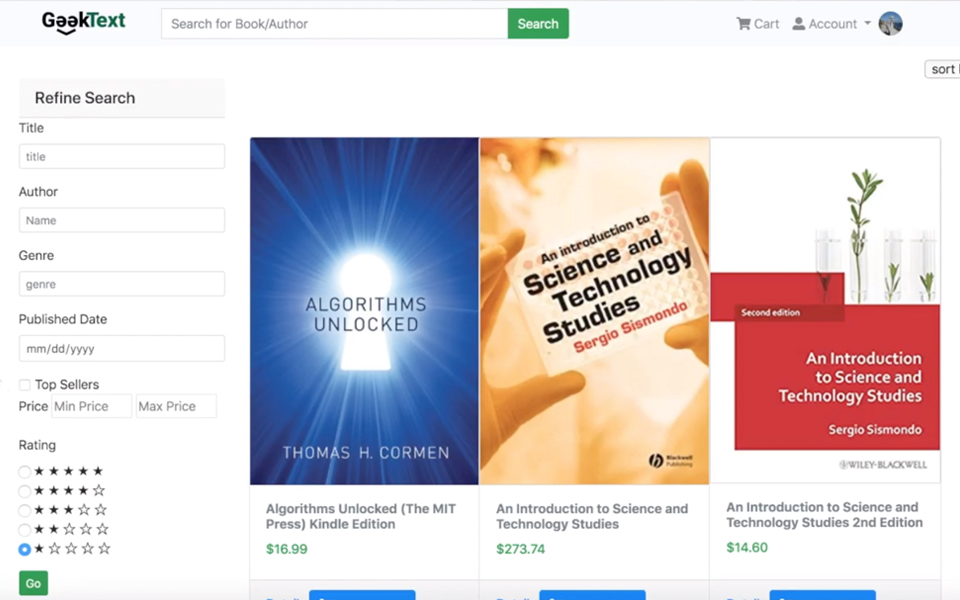 GeekText
Search for Book/Author
Search
Cart
Account
sort
Refine Search
Title
title
Author
Name
Genre
genre
Published Date
mm/dd/yyyy
Top Sellers
Price Min Price Max Price
Rating
Go
ALGORITHMS
UNLOCKED
THOMAS H. CORMEN
Algorithms Unlocked (The MIT
Press) Kindle Edition
$16.99
An introduction to
Science and
Technology
Studies
Sergio Sismondo
Blackwell
Publishing
An Introduction to Science and
Technology Studies
$273.74
Second edition
An Introduction
to Science and
Technology Studies
Sergio Sismondo
WILEY-BLACKWELL
An Introduction to Science and
Technology Studies 2nd Edition
$14.60